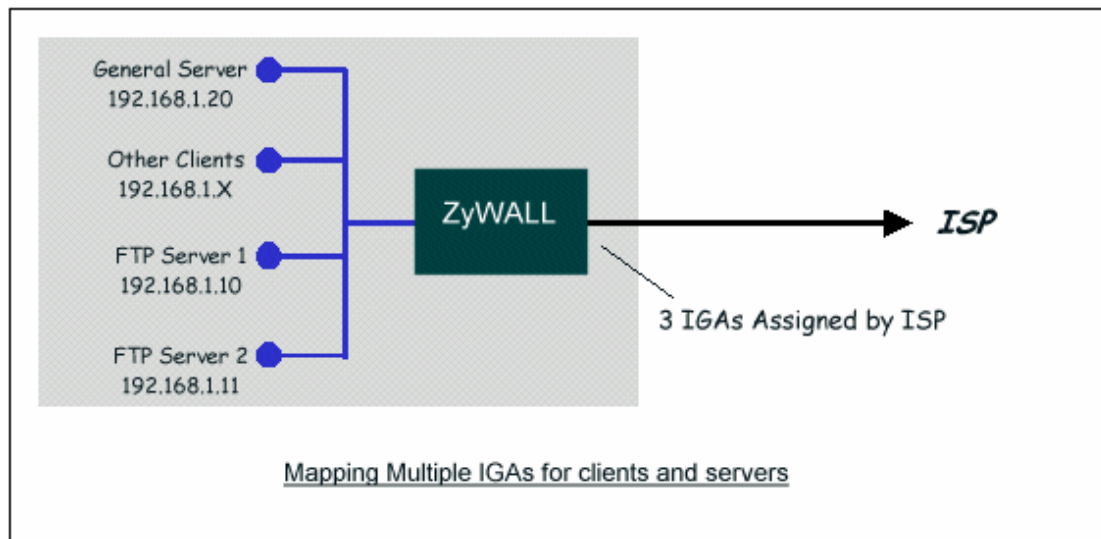 General Server
192.168.1.20
Other Clients
192.168.1.X
FTP Server 1
192.168.1.10
FTP Server 2
192.168.1.11
ZyWALL
ISP
3 IGAs Assigned by ISP
Mapping Multiple IGAs for clients and servers